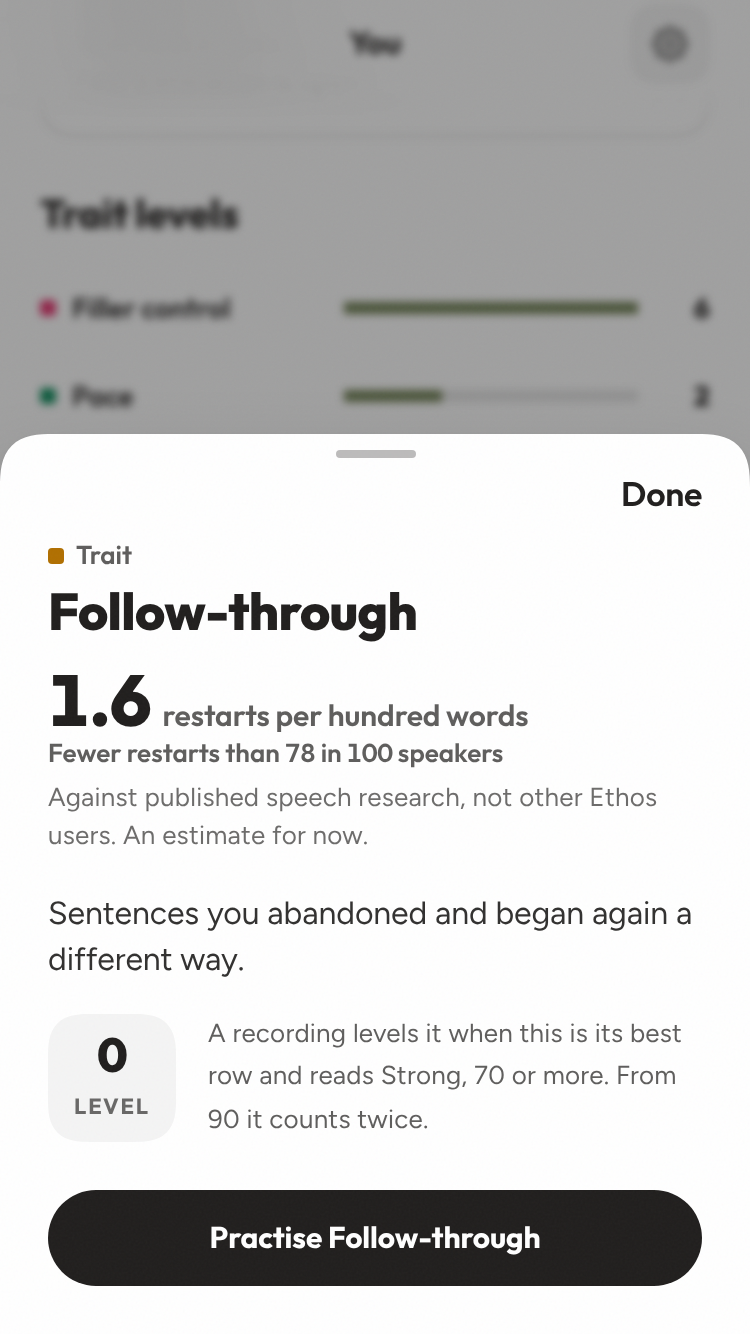 You
Trait levels
Filler control
6
Pace
2
Done
Trait
Follow-through
1.6 restarts per hundred words
Fewer restarts than 78 in 100 speakers
Against published speech research, not other Ethos
users. An estimate for now.
Sentences you abandoned and began again a
different way.
0
LEVEL
A recording levels it when this is its best
row and reads Strong, 70 or more. From
90 it counts twice.
Practise Follow-through